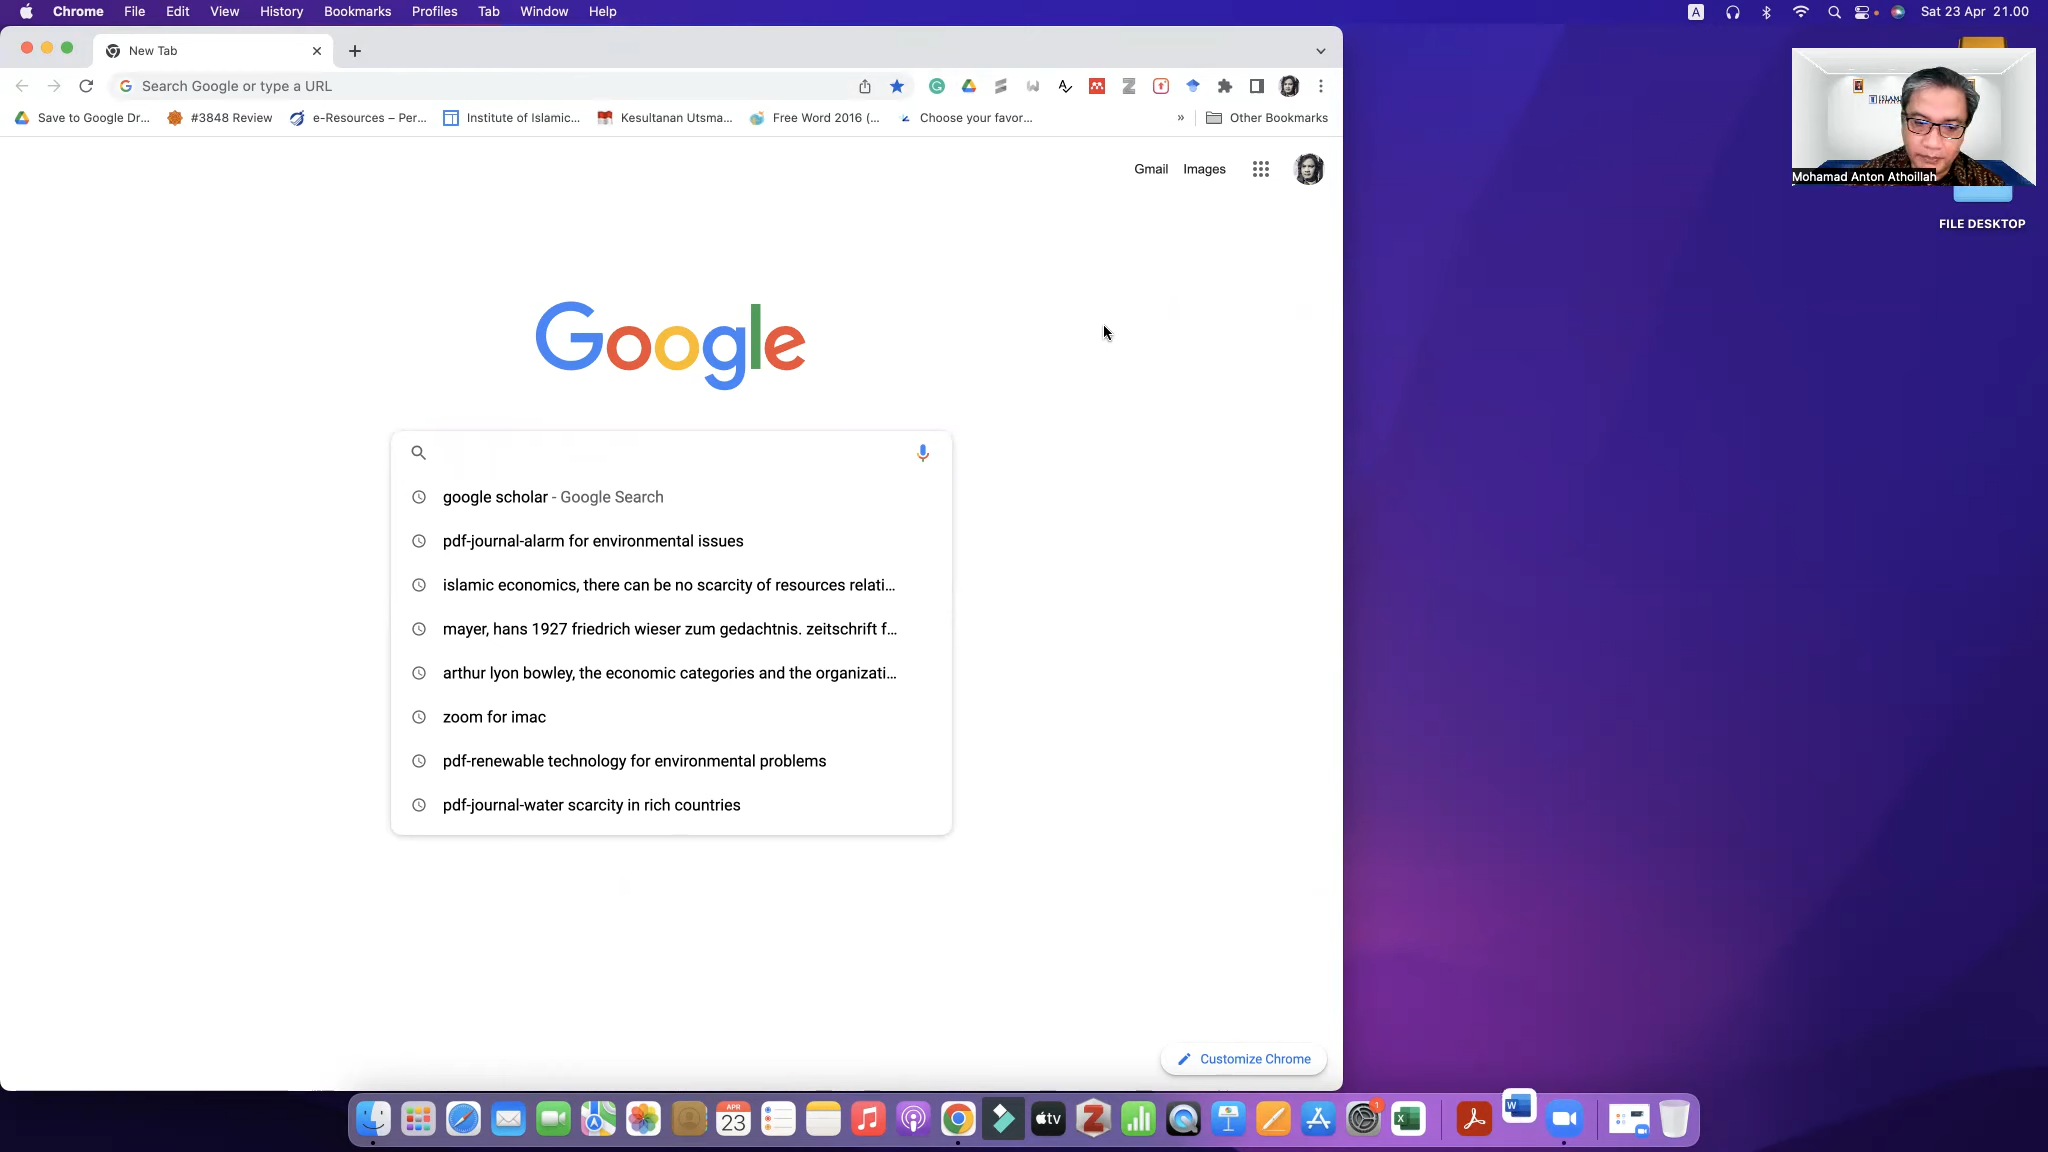 Chrome File Edit View History Bookmarks Profiles Tab Window Help
A
Sat 23 Apr 21.00
New Tab
Search Google or type a URL
Save to Google Dr...
#3848 Review
e-Resources – Per...
Institute of Islamic...
Kesultanan Utsma...
Free Word 2016 (...
Choose your favor...
»
Other Bookmarks
Mohamad Anton Athoillah
Gmail
Images
FILE DESKTOP
Google
google scholar - Google Search
pdf-journal-alarm for environmental issues
islamic economics, there can be no scarcity of resources relati...
mayer, hans 1927 friedrich wieser zum gedachtnis. zeitschrift f...
arthur lyon bowley, the economic categories and the organizati...
zoom for imac
pdf-renewable technology for environmental problems
pdf-journal-water scarcity in rich countries
Customize Chrome
APR
23
tv
Z
1
X
W